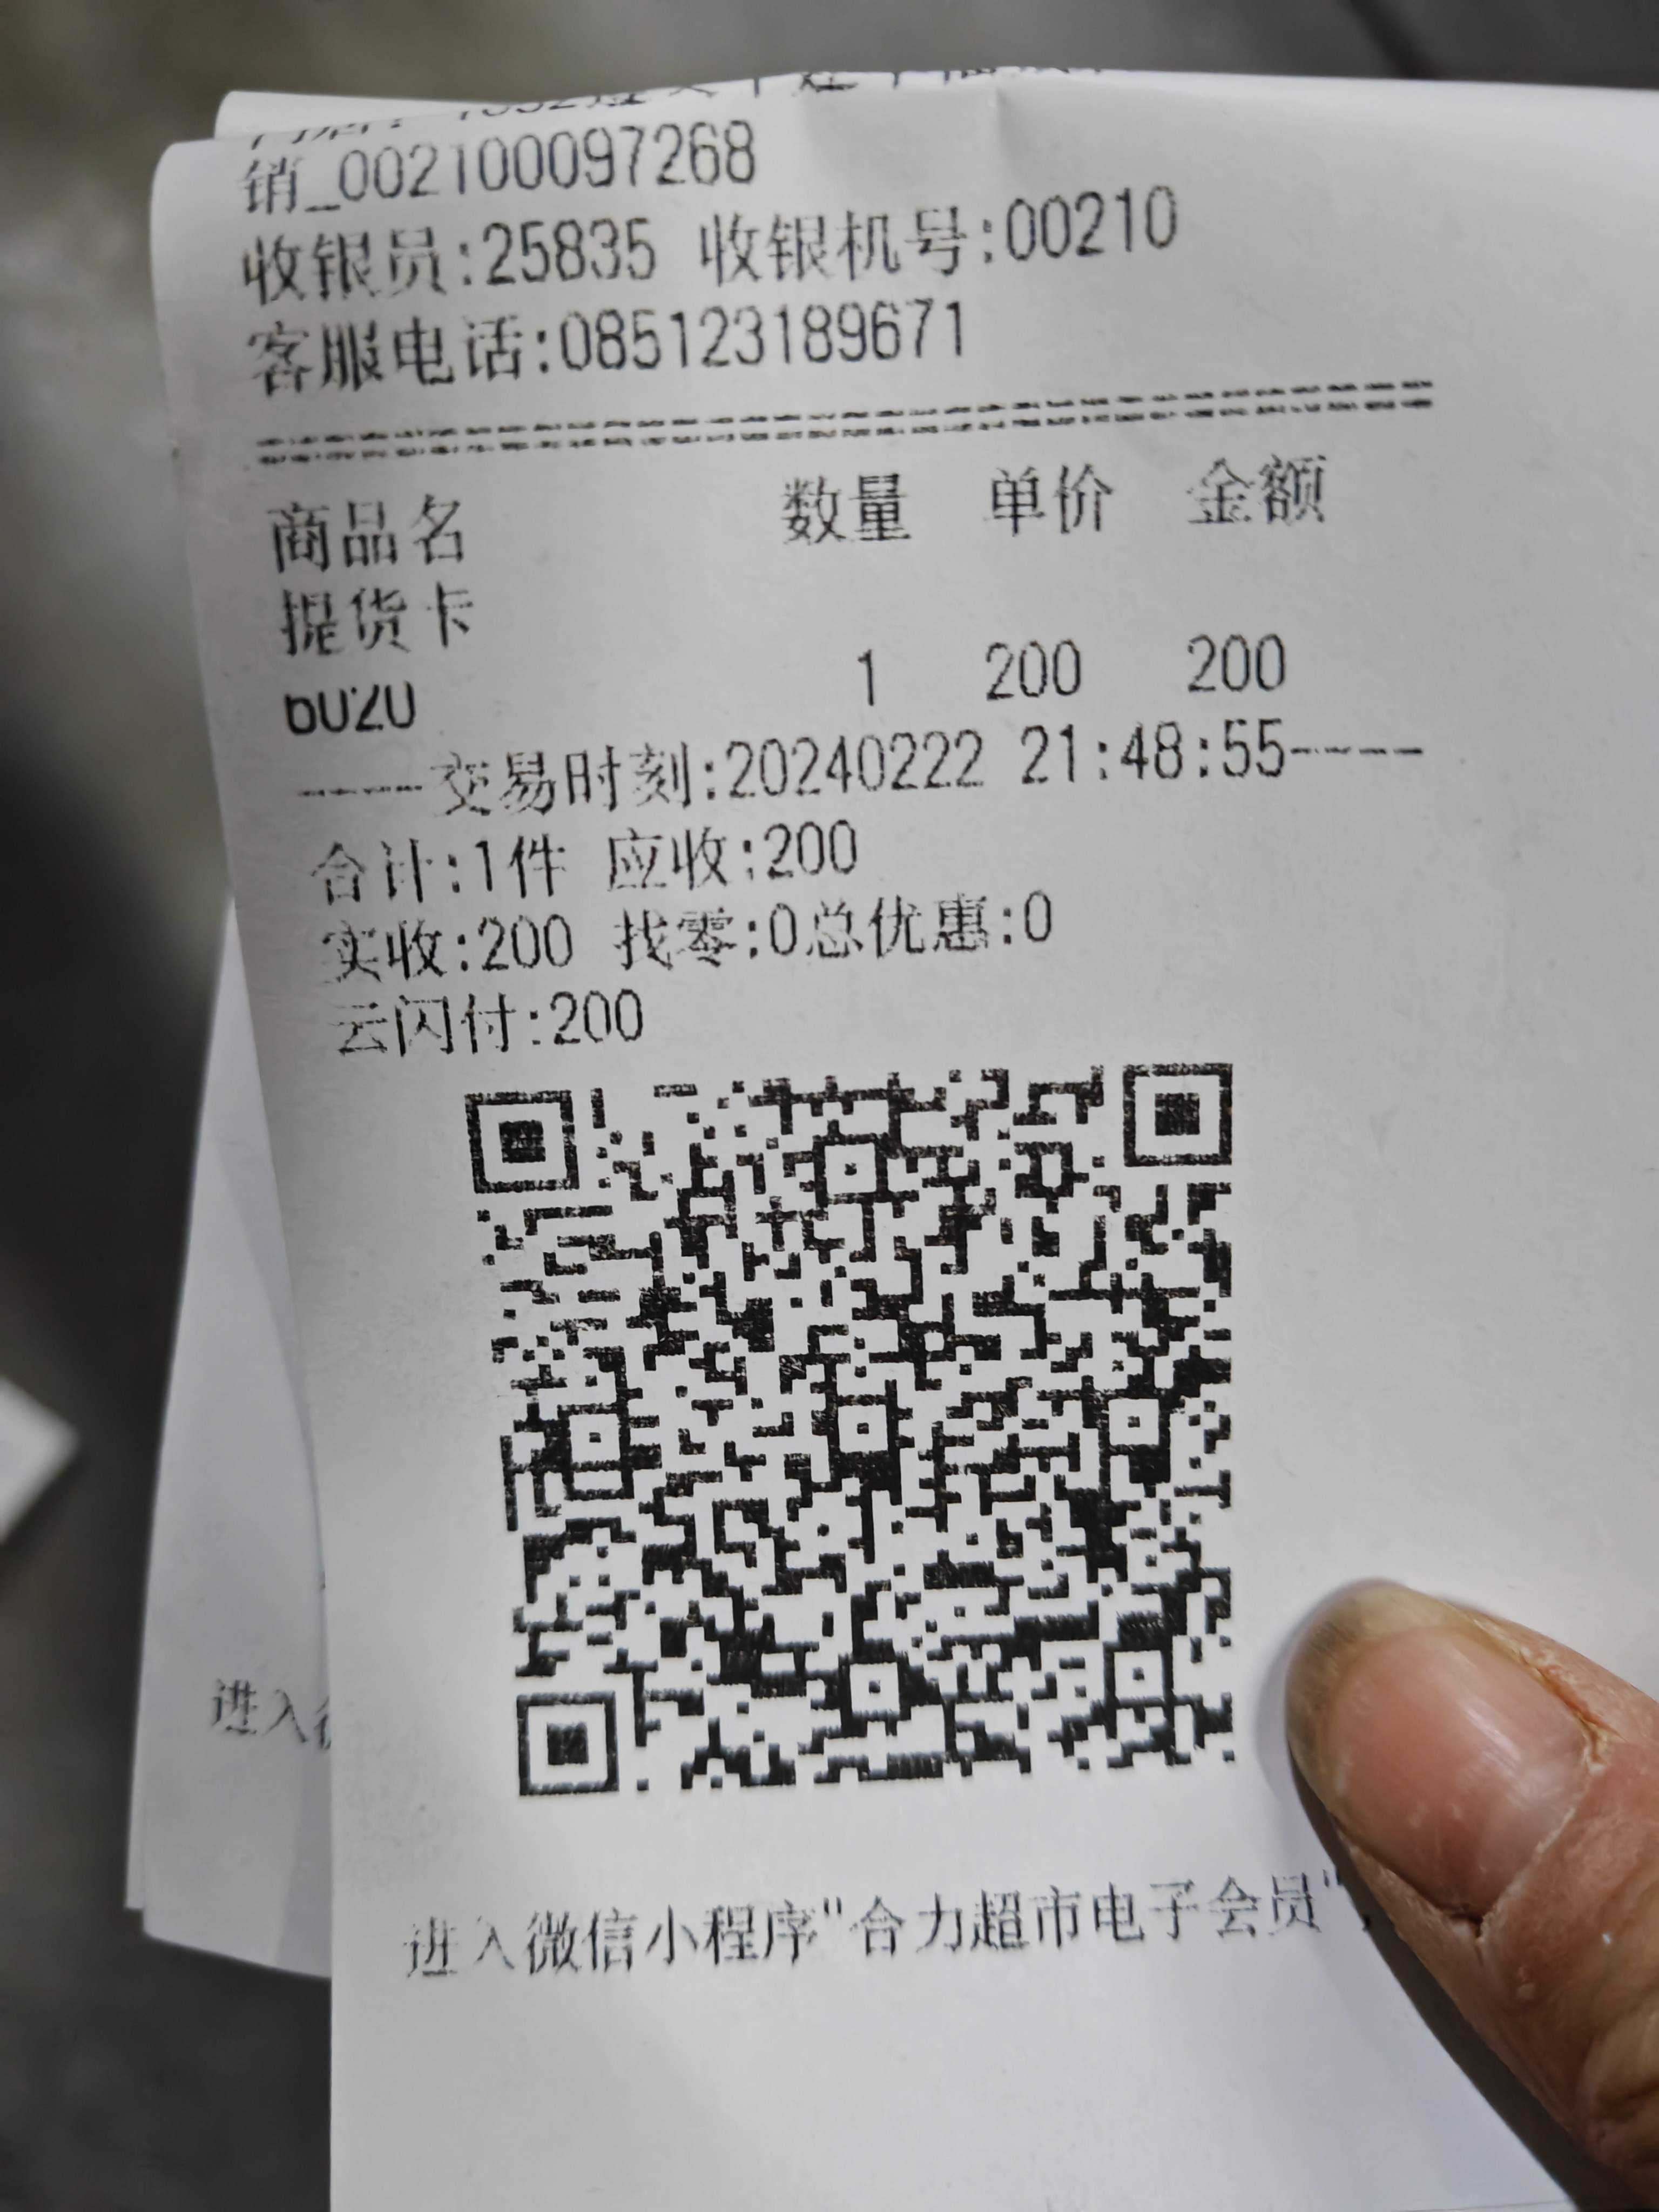 销_002100097268
收银员:25835 收银机号:00210
客服电话:085123189671
商品名 数量 单价 金额
提货卡
1 200 200
-----交易时刻:20240222 21:48:55----
合计:1件 应收:200
实收:200 找零:0总优惠:0
云闪付:200
进入
进入微信小程序"合力超市电子会员",